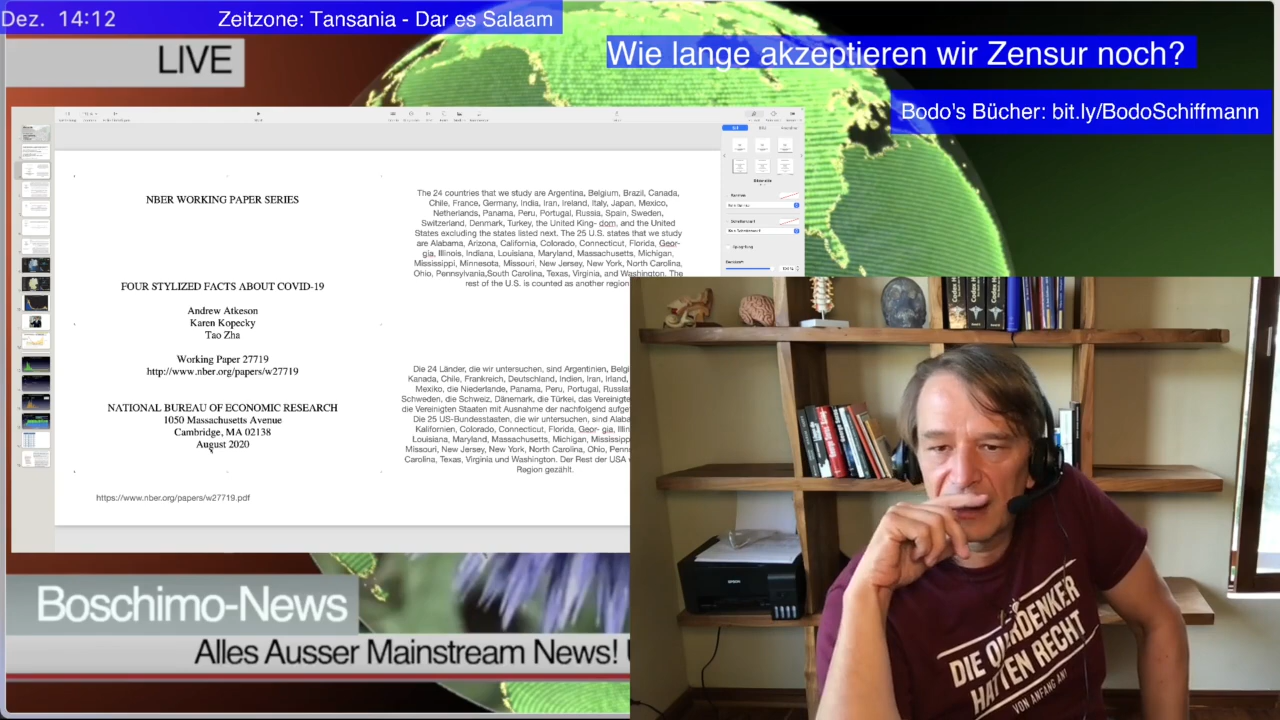 Dez. 14:12
Zeitzone: Tansania - Dar es Salaam
LIVE
Wie lange akzeptieren wir Zensur noch?
Bodo's Bücher: bit.ly/BodoSchiffmann
NBER WORKING PAPER SERIES
FOUR STYLIZED FACTS ABOUT COVID-19
Andrew Atkeson
Karen Kopecky
Tao Zha
Working Paper 27719
http://www.nber.org/papers/w27719
NATIONAL BUREAU OF ECONOMIC RESEARCH
1050 Massachusetts Avenue
Cambridge, MA 02138
August 2020
https://www.nber.org/papers/w27719.pdf
The 24 countries that we study are Argentina, Belgium, Brazil, Canada,
Chile, France, Germany, India, Iran, Ireland, Italy, Japan, Mexico,
Netherlands, Panama, Peru, Portugal, Russia, Spain, Sweden,
Switzerland, Denmark, Turkey, the United King- dom, and the United
States excluding the states listed next. The 25 U.S. states that we study
are Alabama, Arizona, California, Colorado, Connecticut, Florida, Geor-
gia, Illinois, Indiana, Louisiana, Maryland, Massachusetts, Michigan,
Mississippi, Minnesota, Missouri, New Jersey, New York, North Carolina,
Ohio, Pennsylvania,South Carolina, Texas, Virginia, and Washington. The
rest of the U.S. is counted as another region
Die 24 Länder, die wir untersuchen, sind Argentinien, Belgi
Kanada, Chile, Frankreich, Deutschland, Indien, Iran, Irland,
Mexiko, die Niederlande, Panama, Peru, Portugal, Russlan
Schweden, die Schweiz, Dänemark, die Türkei, das Vereinigte
die Vereinigten Staaten mit Ausnahme der nachfolgend aufge
Die 25 US-Bundesstaaten, die wir untersuchen, sind Alaba
Kalifornien, Colorado, Connecticut, Florida, Geor- gia, Illin
Louisiana, Maryland, Massachusetts, Michigan, Mississipp
Missouri, New Jersey, New York, North Carolina, Ohio, Penns
Carolina, Texas, Virginia und Washington. Der Rest der USA
Region gezählt.
EPSON
DIE QUERDENKER
HATTEN RECHT
VON ANFANG AN!
Boschimo-News
Alles Ausser Mainstream News!